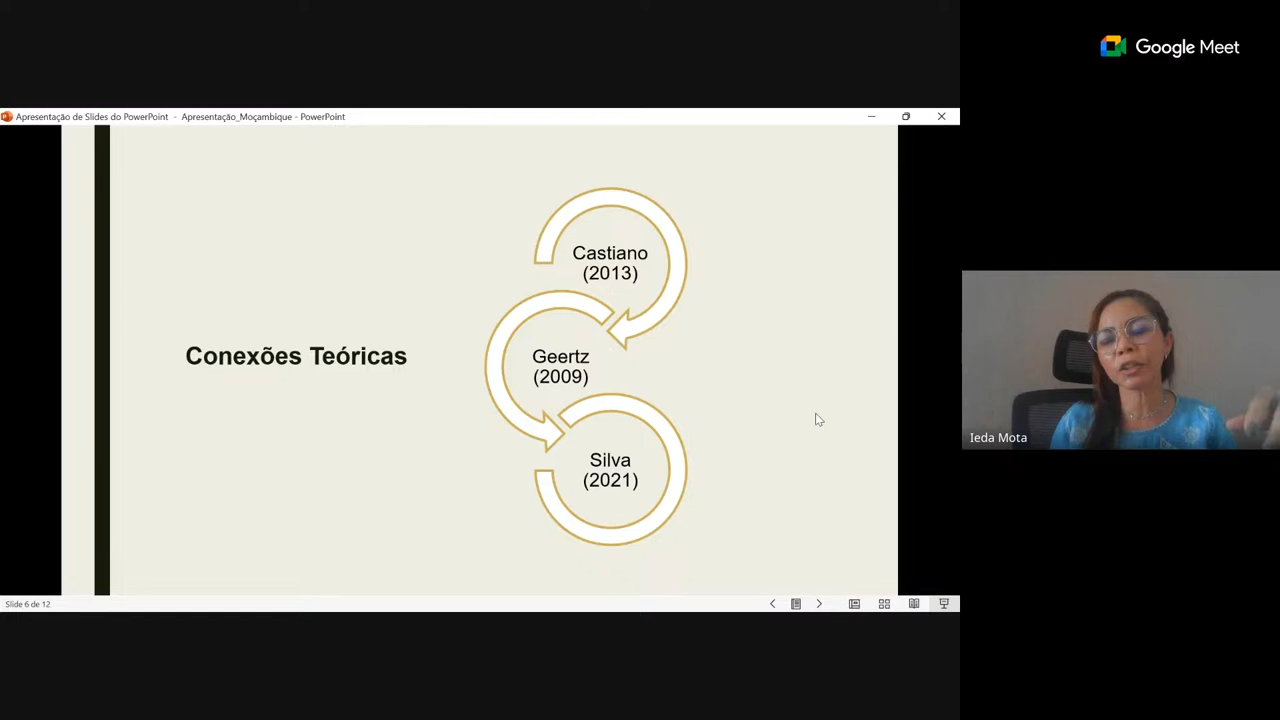 Google Meet
Apresentação de Slides do PowerPoint - Apresentação_Moçambique - PowerPoint
Castiano
(2013)
Conexões Teóricas
Geertz
(2009)
Silva
(2021)
Ieda Mota
Slide 6 de 12